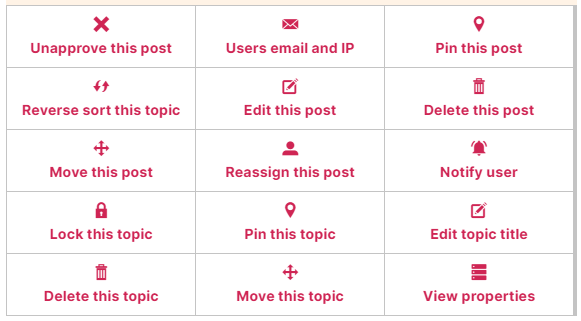 Unapprove this post
Users email and IP
Pin this post
Reverse sort this topic
Edit this post
Delete this post
Move this post
Reassign this post
Notify user
Lock this topic
Pin this topic
Edit topic title
Delete this topic
Move this topic
View properties